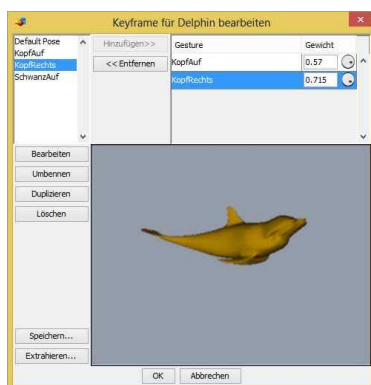 Keyframe für Delphin bearbeiten
Default Pose
KopfAuf
KopfRechts
SchwanzAuf
Hinzufügen>>
<< Entfernen
Gesture Gewicht
KopfAuf 0.57
KopfRechts 0.715
Bearbeiten
Umbennen
Duplizieren
Löschen
Speichern...
Extrahieren...
OK Abbrechen